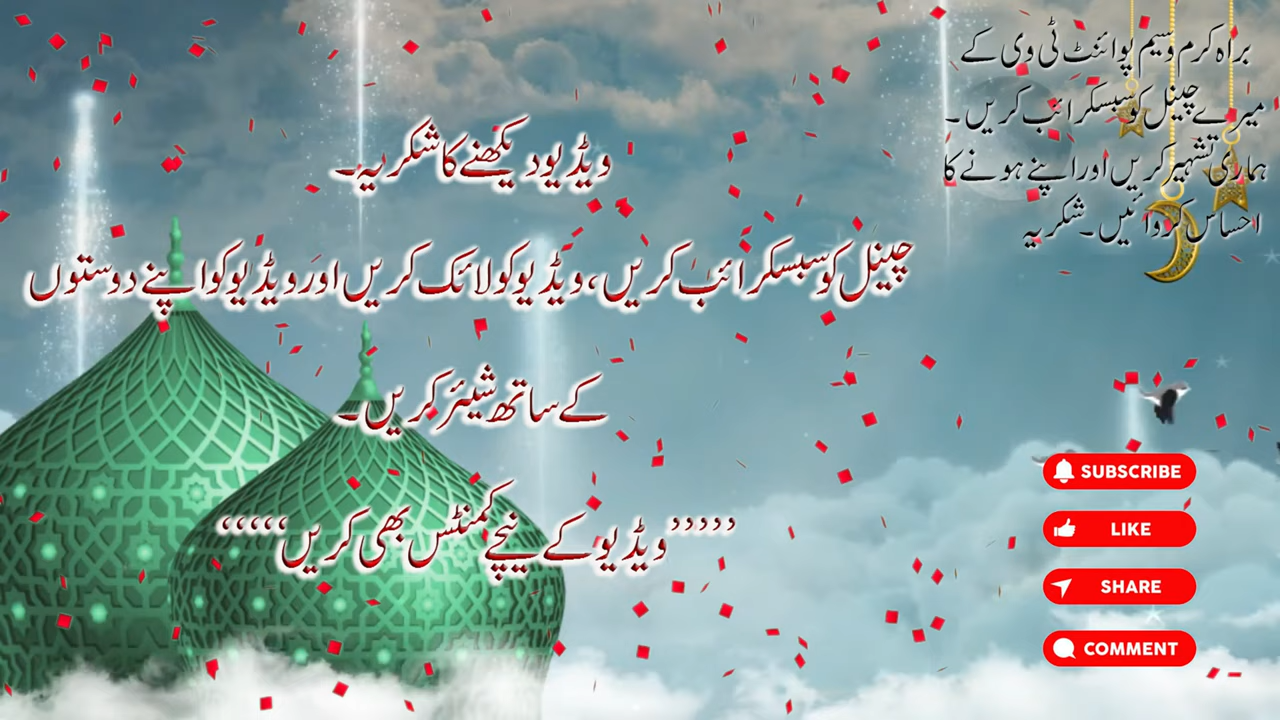 براہ کرم وسیم پوائنٹ ٹی وی کے
میرے چینل کو سبسکرائب کریں۔
ہماری تشہیر کریں اور اپنے ہونے کا
احساس کروائیں۔ شکریہ
ویڈیو دیکھنے کا شکریہ۔
چینل کو سبسکرائب کریں، ویڈیو کو لائک کریں اور ویڈیو کو اپنے دوستوں
کے ساتھ شیئر کریں۔
’’’’’ویڈیو کے نیچے کمنٹس بھی کریں‘‘‘‘‘
SUBSCRIBE
LIKE
SHARE
COMMENT